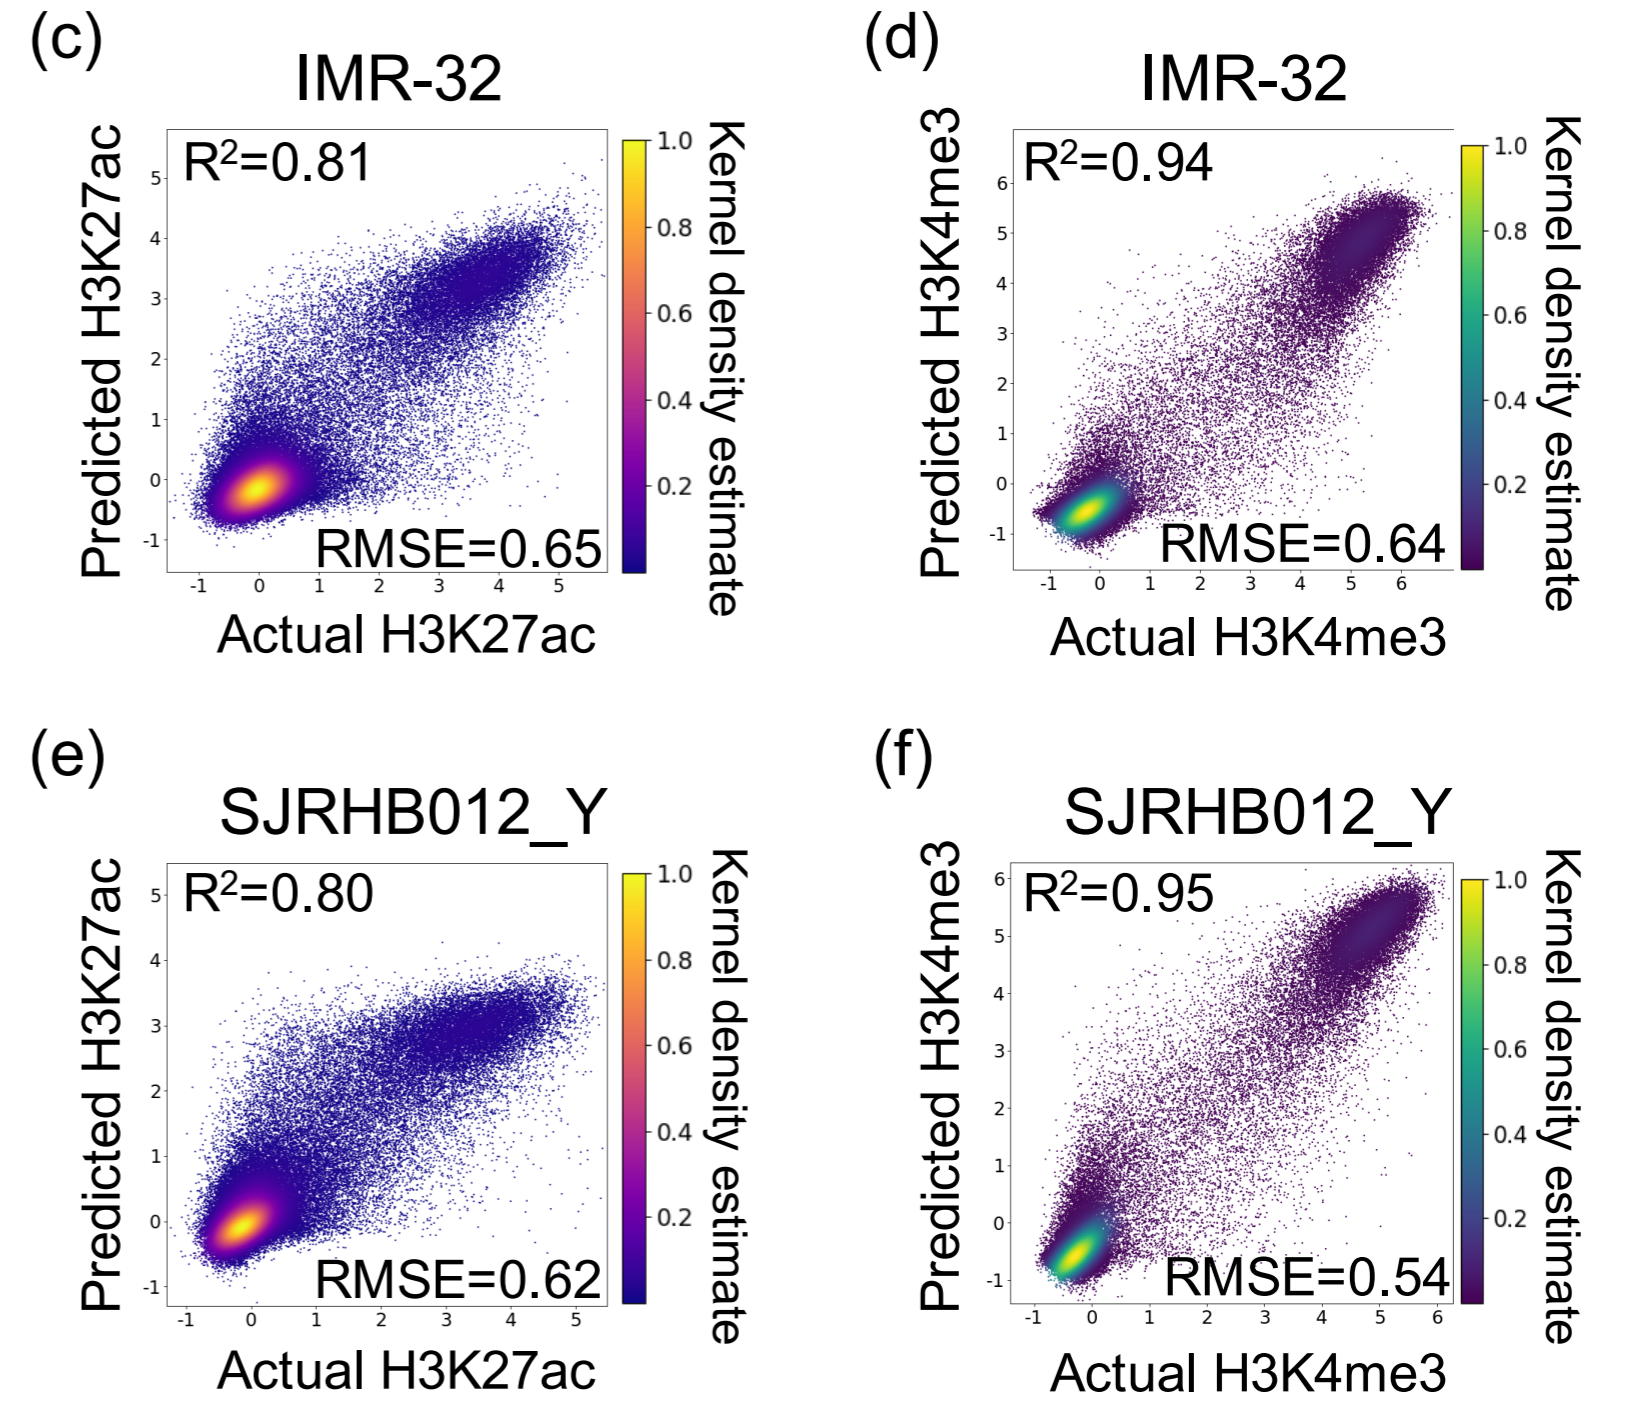 (c)
IMR-32
R²=0.81
RMSE=0.65
Predicted H3K27ac
5
4
3
2
1
0
-1
-1 0 1 2 3 4 5
Actual H3K27ac
1.0
0.8
0.6
0.4
0.2
Kernel density estimate
(d)
IMR-32
R²=0.94
RMSE=0.64
Predicted H3K4me3
6
5
4
3
2
1
0
-1
-1 0 1 2 3 4 5 6
Actual H3K4me3
1.0
0.8
0.6
0.4
0.2
Kernel density estimate
(e)
SJRHB012_Y
R²=0.80
RMSE=0.62
Predicted H3K27ac
5
4
3
2
1
0
-1
-1 0 1 2 3 4 5
Actual H3K27ac
1.0
0.8
0.6
0.4
0.2
Kernel density estimate
(f)
SJRHB012_Y
R²=0.95
RMSE=0.54
Predicted H3K4me3
6
5
4
3
2
1
0
-1
-1 0 1 2 3 4 5 6
Actual H3K4me3
1.0
0.8
0.6
0.4
0.2
Kernel density estimate